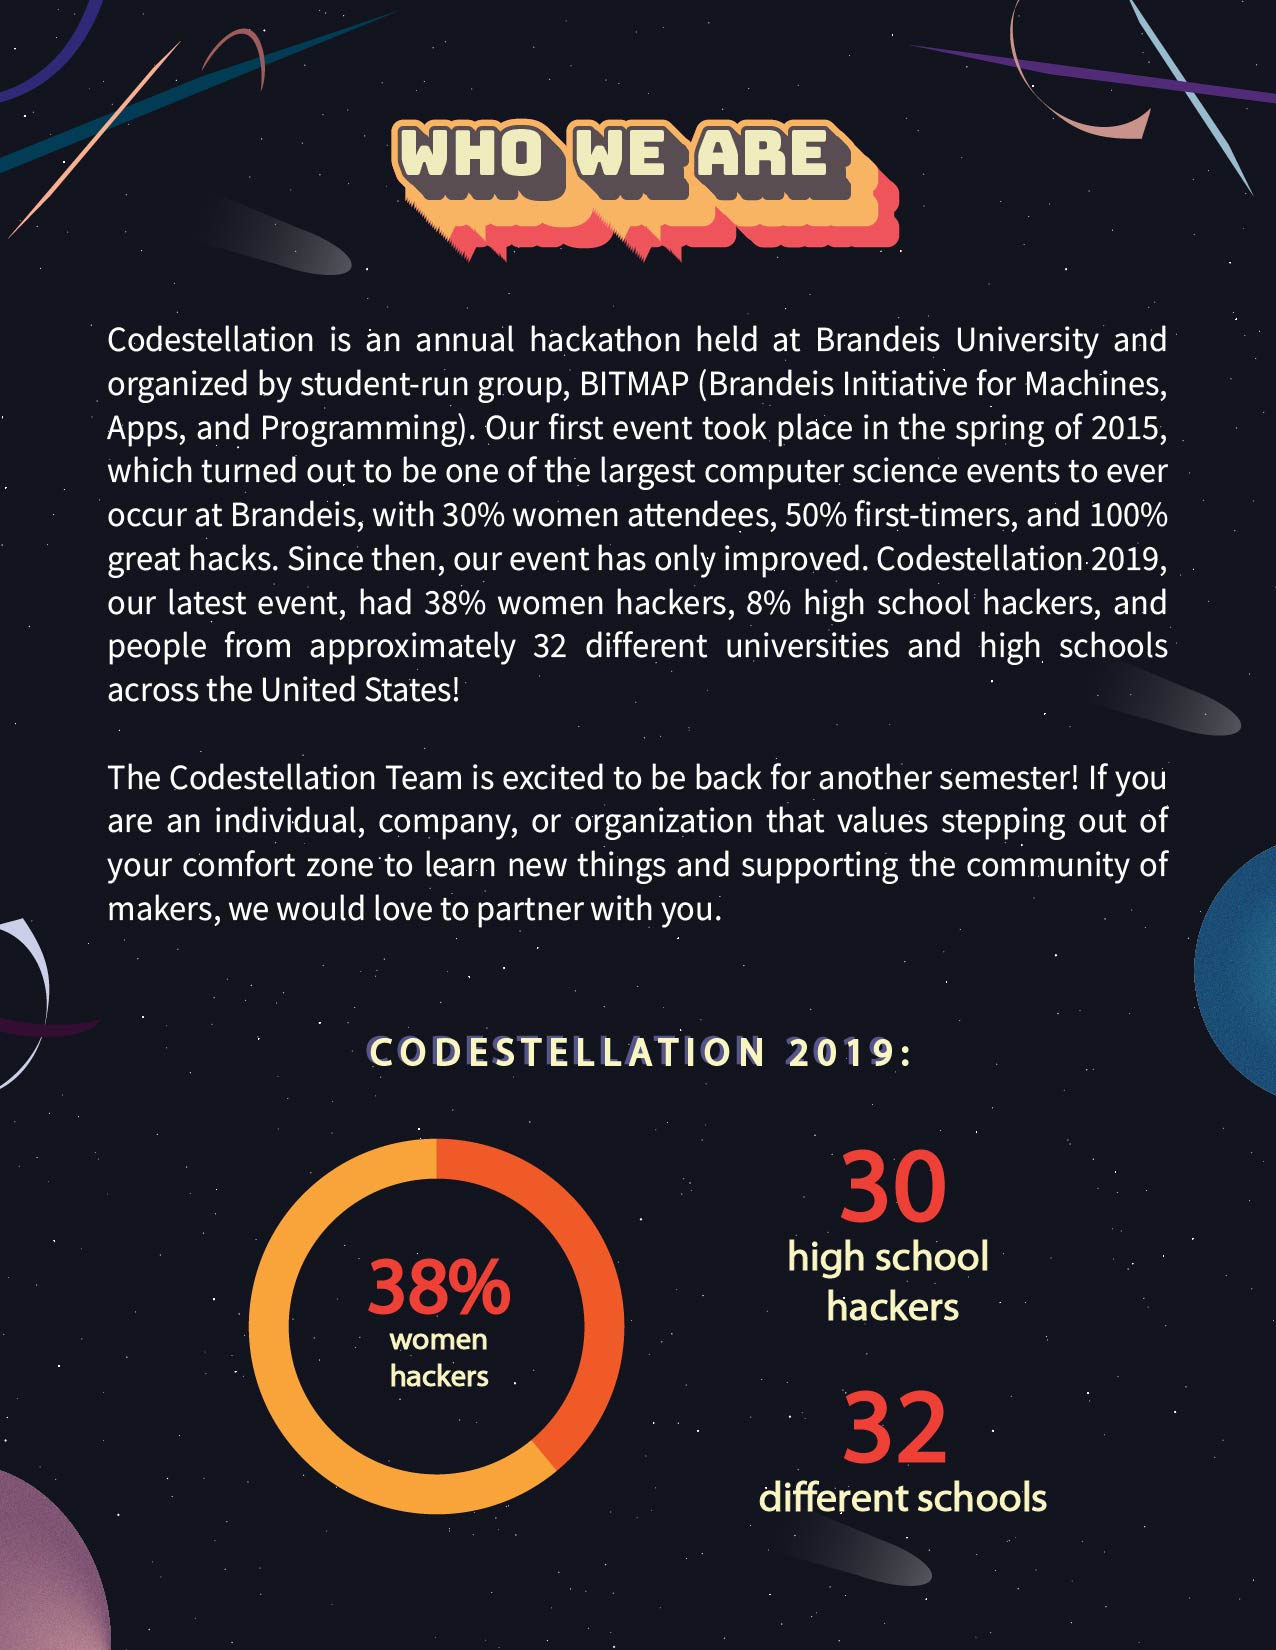 WHO WE ARE
Codestellation is an annual hackathon held at Brandeis University and
organized by student-run group, BITMAP (Brandeis Initiative for Machines,
Apps, and Programming). Our first event took place in the spring of 2015,
which turned out to be one of the largest computer science events to ever
occur at Brandeis, with 30% women attendees, 50% first-timers, and 100%
great hacks. Since then, our event has only improved. Codestellation 2019,
our latest event, had 38% women hackers, 8% high school hackers, and
people from approximately 32 different universities and high schools
across the United States!
The Codestellation Team is excited to be back for another semester! If you
are an individual, company, or organization that values stepping out of
your comfort zone to learn new things and supporting the community of
makers, we would love to partner with you.
CODESTELLATION 2019:
38%
women
hackers
30
high school
hackers
32
different schools